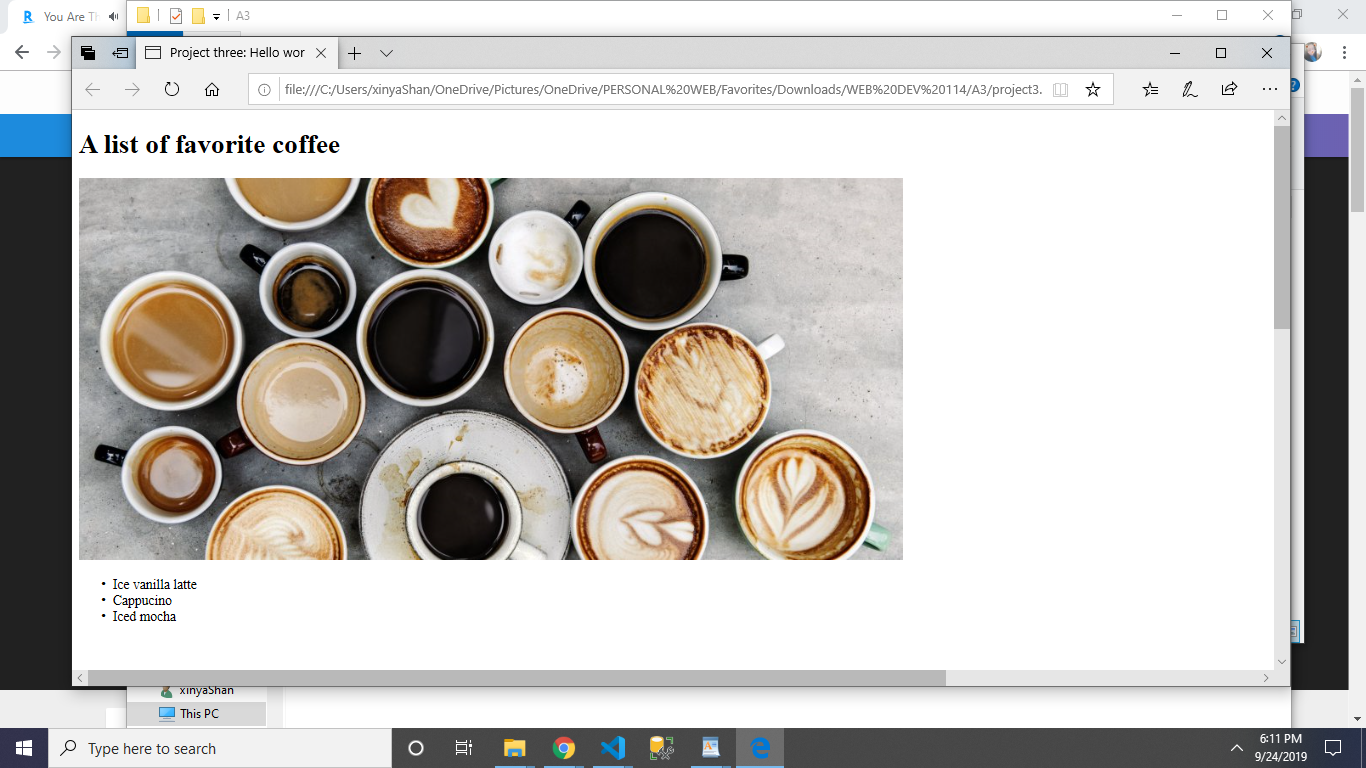 You Are Th
A3
Project three: Hello wor
file:///C:/Users/xinyaShan/OneDrive/Pictures/OneDrive/PERSONAL%20WEB/Favorites/Downloads/WEB%20DEV%20114/A3/project3.
A list of favorite coffee
• Ice vanilla latte
• Cappucino
• Iced mocha
xinyaShan
This PC
Type here to search
6:11 PM
9/24/2019